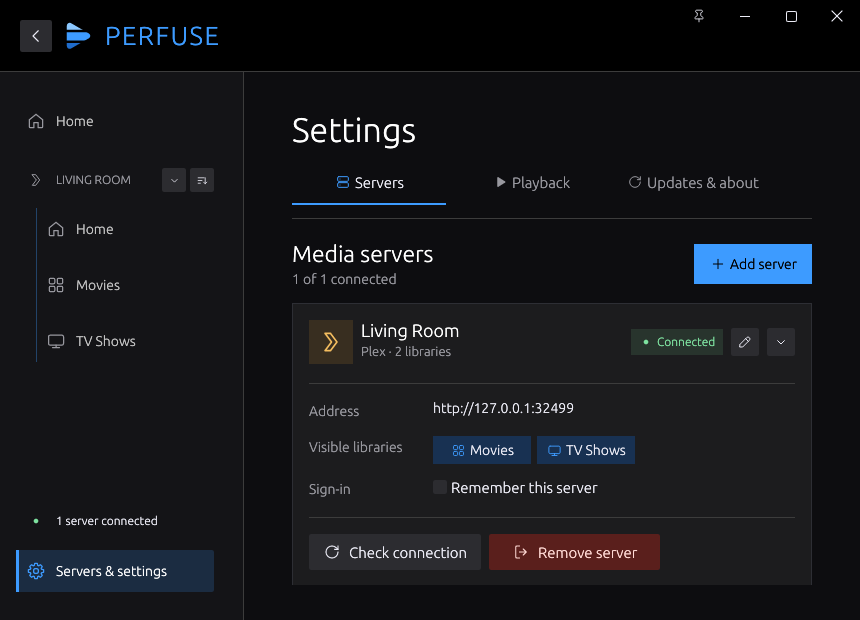 PERFUSE
Home
LIVING ROOM
Home
Movies
TV Shows
1 server connected
Servers & settings
Settings
Servers
Playback
Updates & about
Media servers
1 of 1 connected
+ Add server
Living Room
Plex · 2 libraries
Connected
Address
http://127.0.0.1:32499
Visible libraries
Movies
TV Shows
Sign-in
Remember this server
Check connection
Remove server